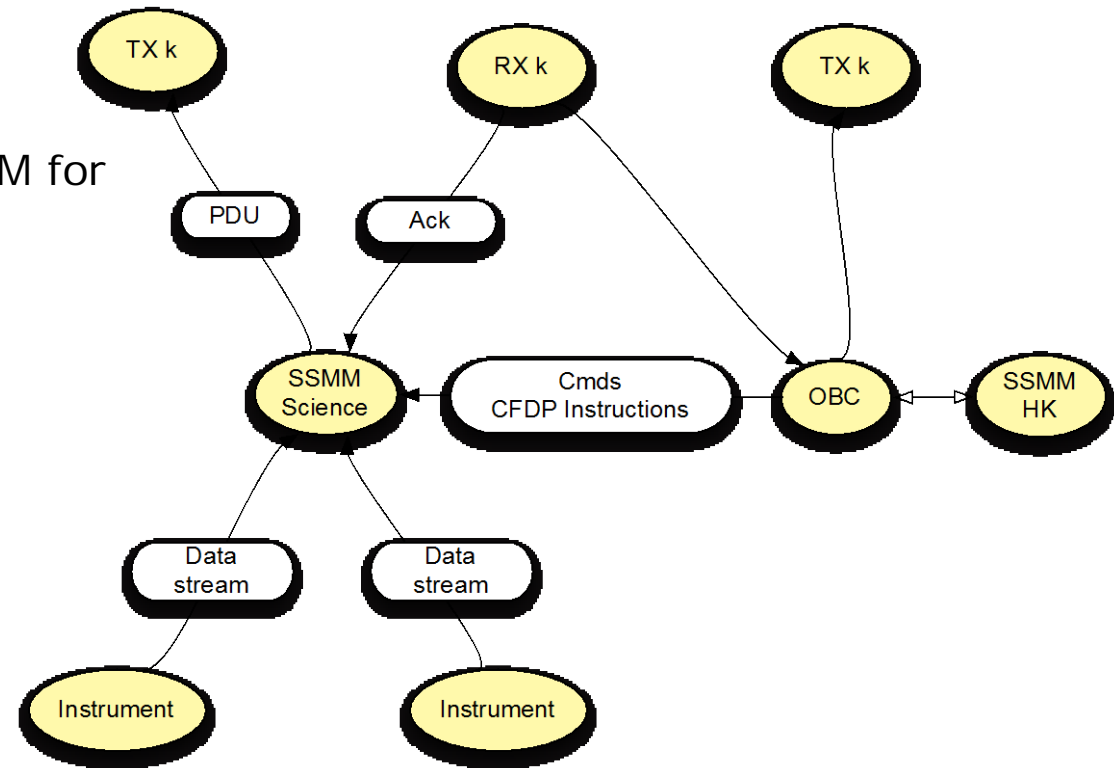 TX k
RX k
TX k
M for
PDU
Ack
SSMM
Science
Cmds
CFDP Instructions
OBC
SSMM
HK
Data
stream
Data
stream
Instrument
Instrument